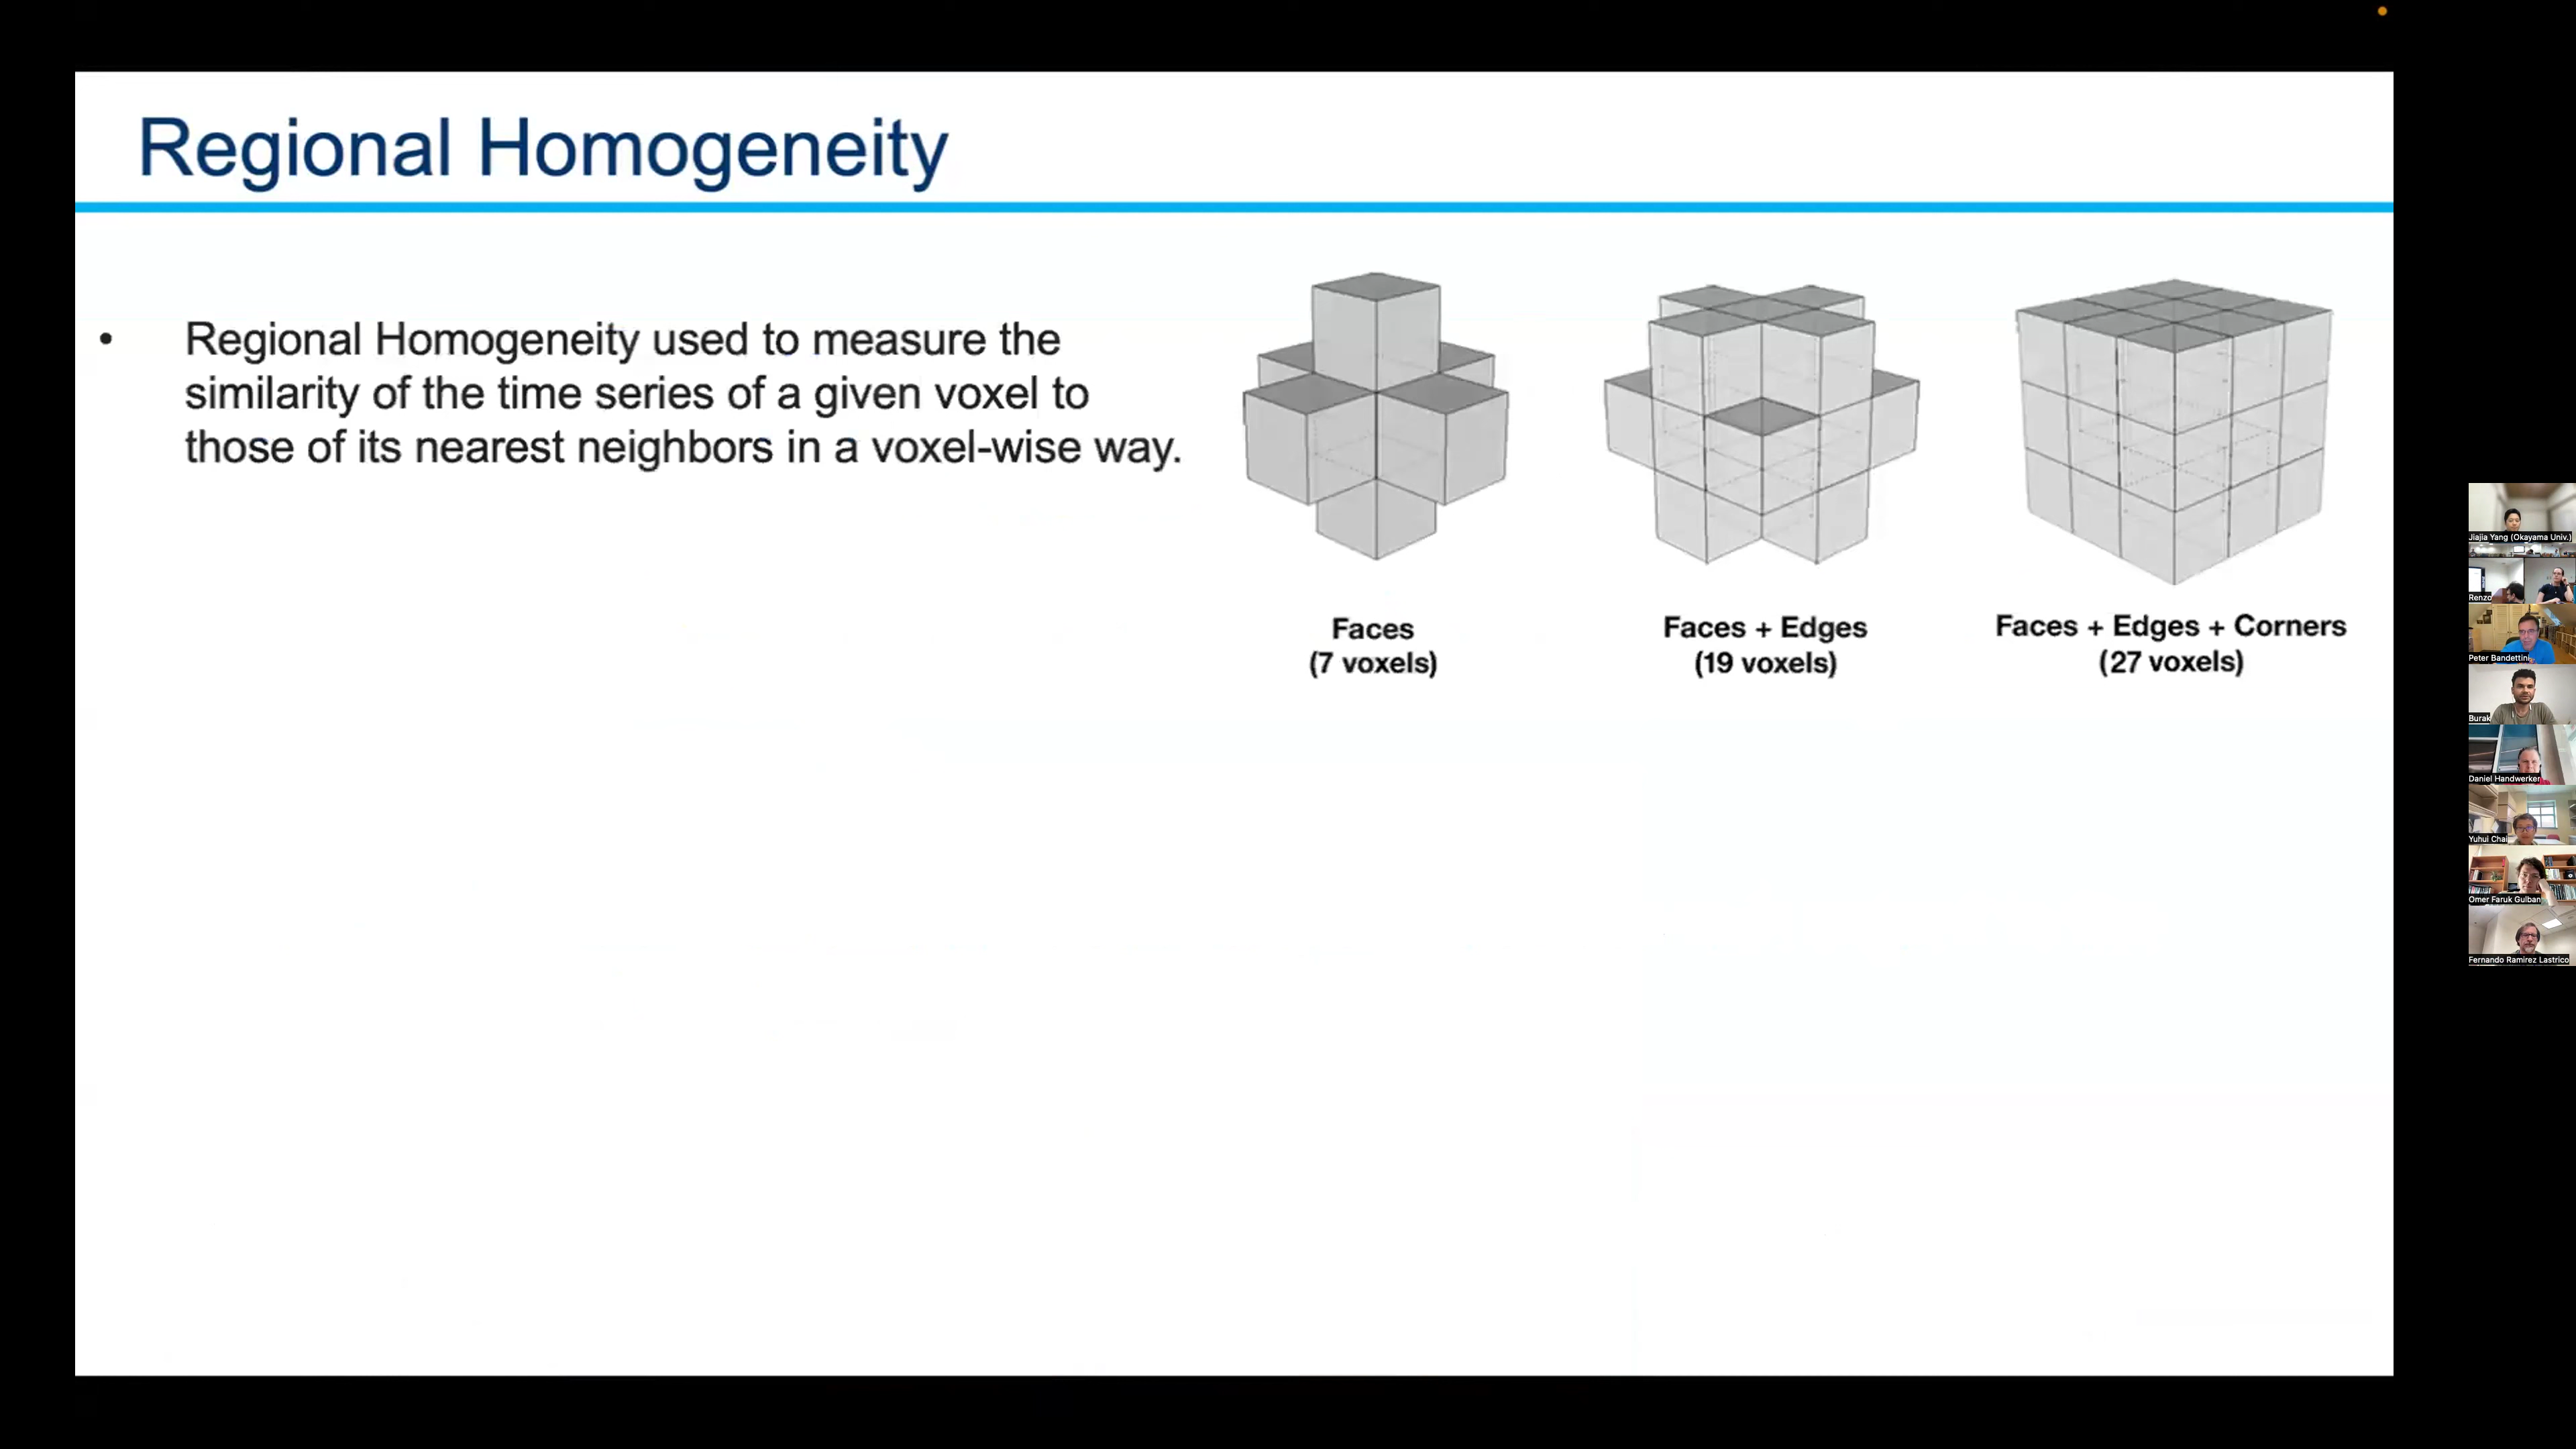 Regional Homogeneity
• Regional Homogeneity used to measure the
similarity of the time series of a given voxel to
those of its nearest neighbors in a voxel-wise way.
Faces
(7 voxels)
Faces + Edges
(19 voxels)
Faces + Edges + Corners
(27 voxels)
Jiajia Yang (Okayama Univ.)
Renzo
Peter Bandettini
Burak
Daniel Handwerker
Yuhui Chai
Omer Faruk Gulban
Fernando Ramirez Lastrico